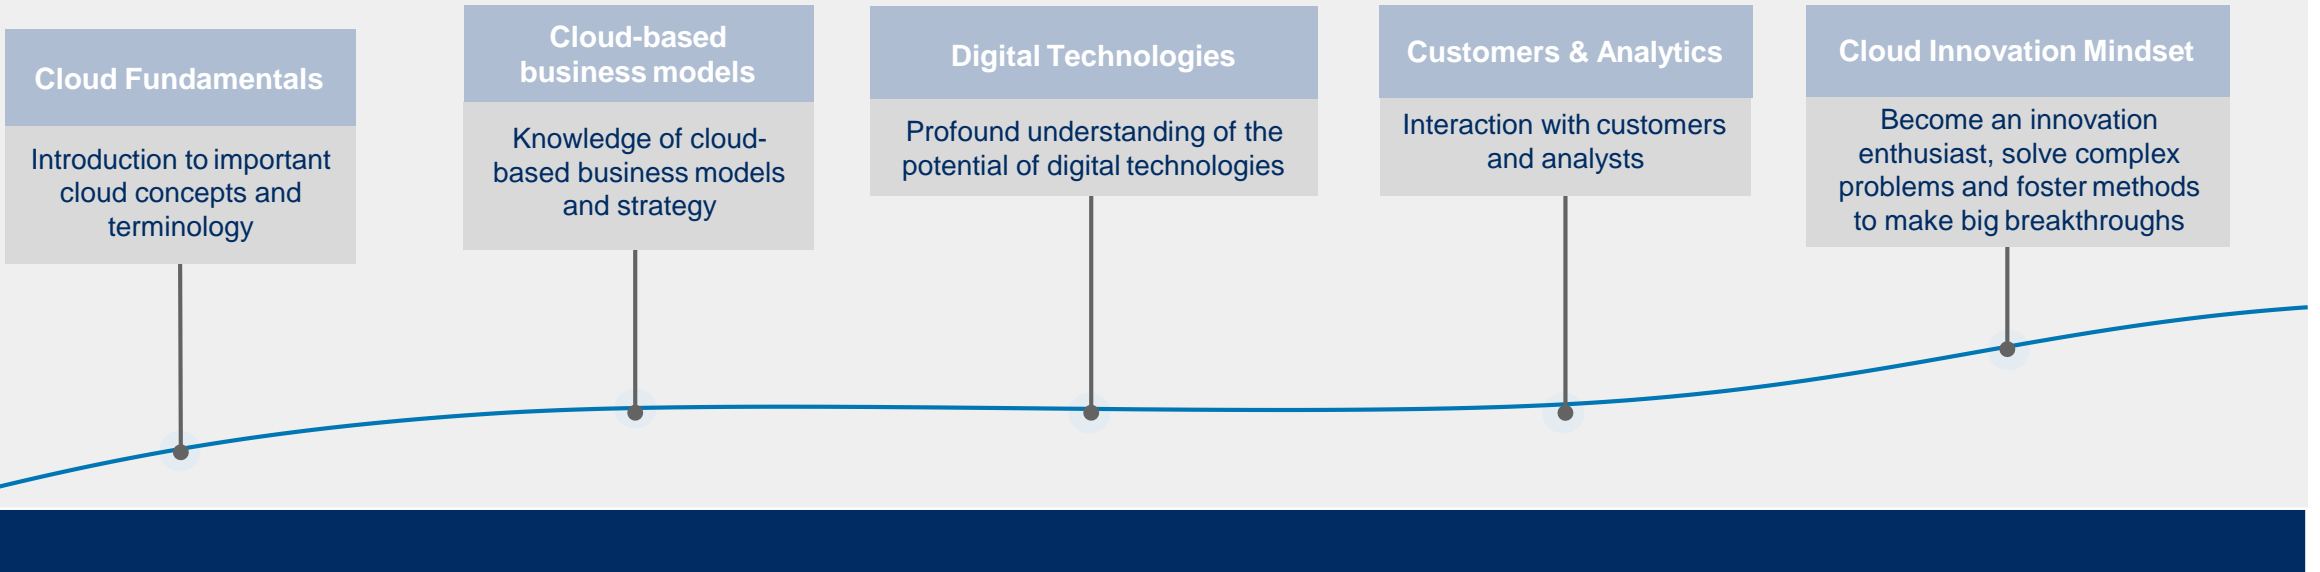 Cloud Fundamentals
Introduction to important
cloud concepts and
terminology
Cloud-based
business models
Knowledge of cloud-
based business models
and strategy
Digital Technologies
Profound understanding of the
potential of digital technologies
Customers & Analytics
Interaction with customers
and analysts
Cloud Innovation Mindset
Become an innovation
enthusiast, solve complex
problems and foster methods
to make big breakthroughs